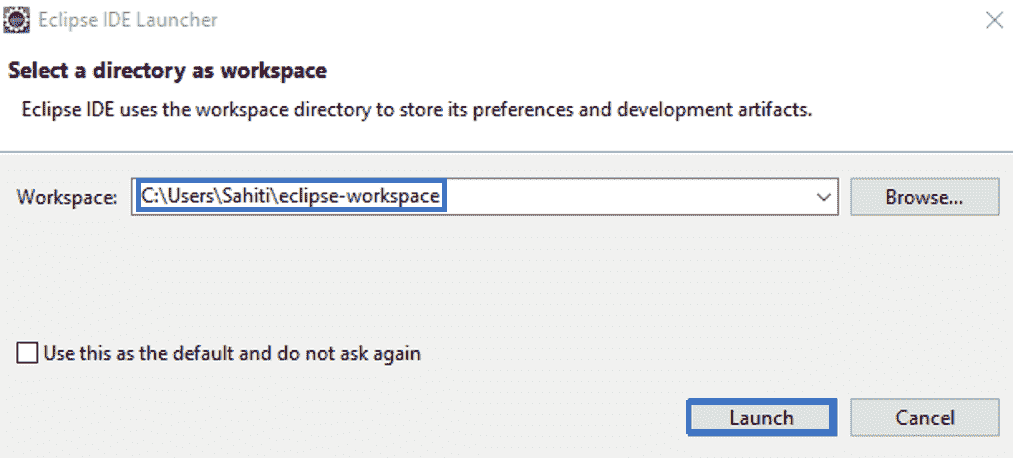 Eclipse IDE Launcher
Select a directory as workspace
Eclipse IDE uses the workspace directory to store its preferences and development artifacts.
Workspace: C:\Users\Sahiti\eclipse-workspace Browse...
Use this as the default and do not ask again
Launch Cancel